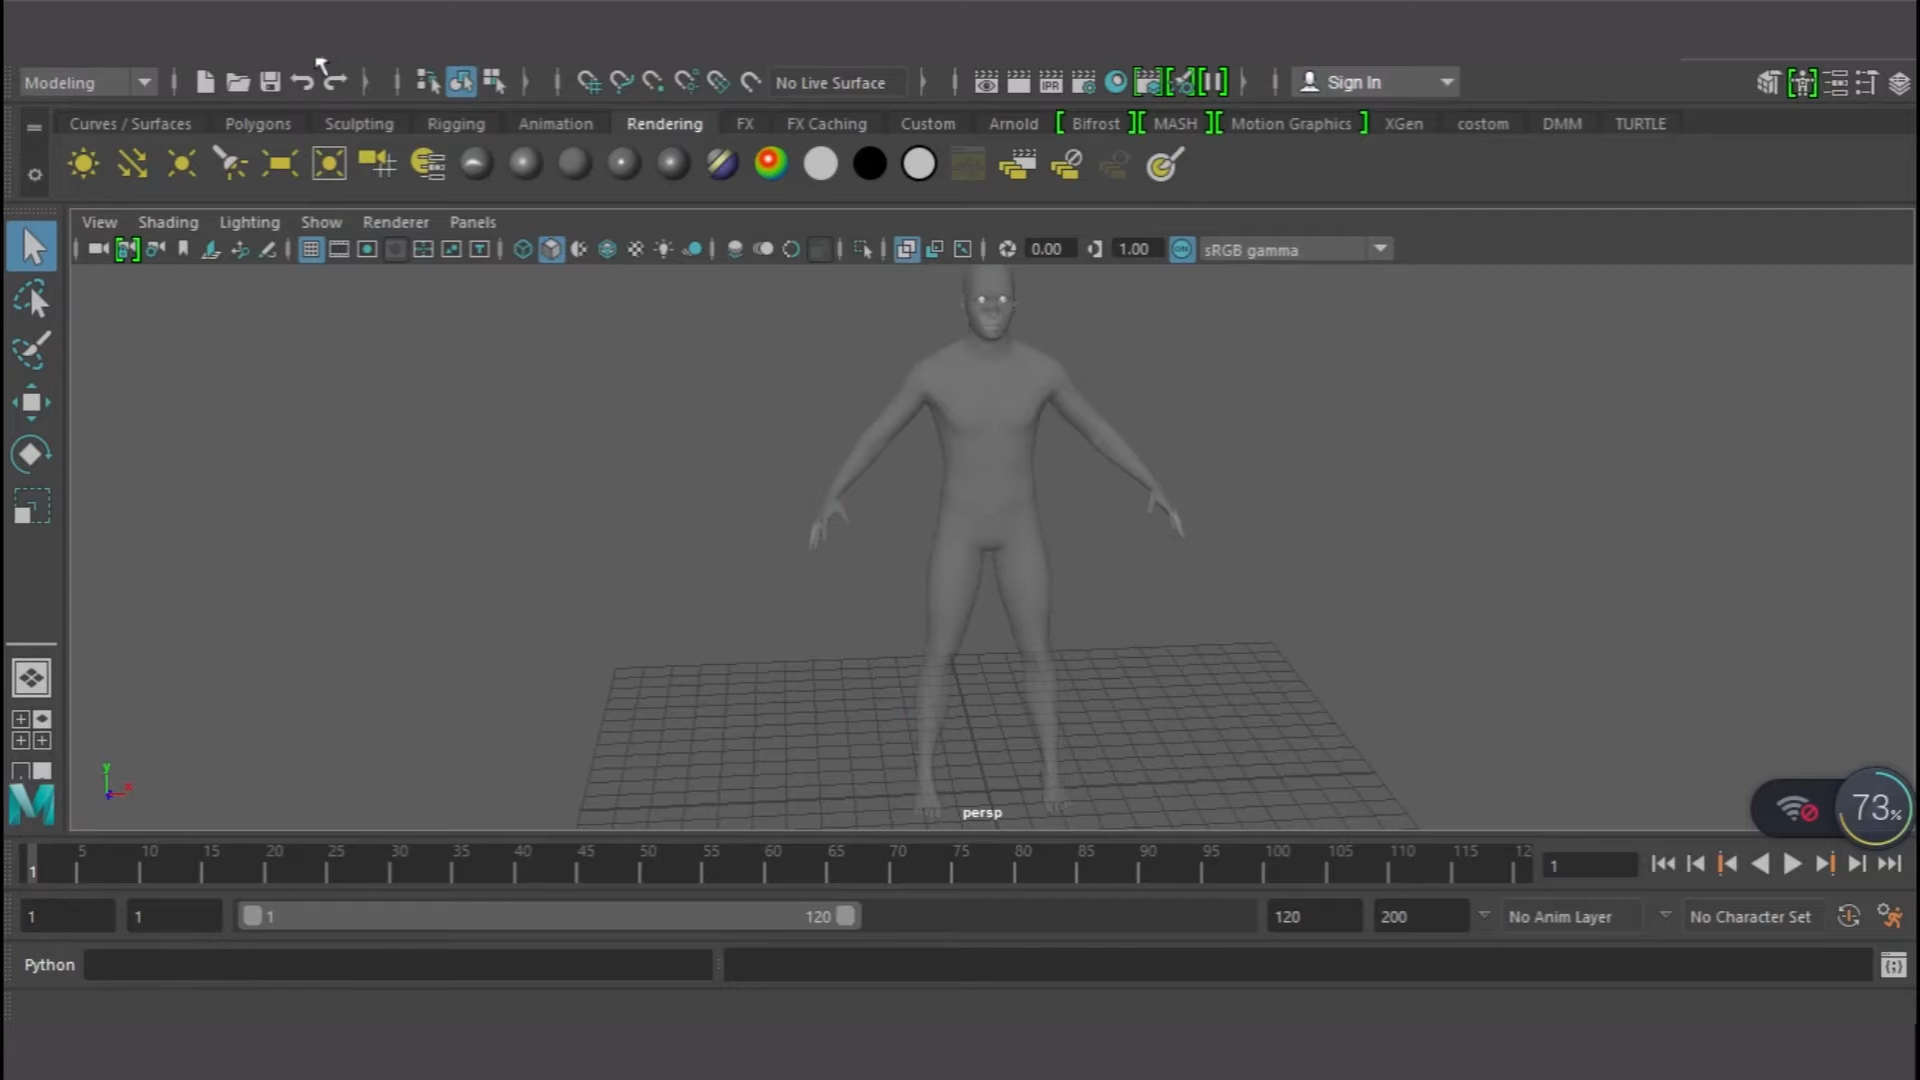 Modeling No Live Surface IPR Sign In
Curves / Surfaces Polygons Sculpting Rigging Animation Rendering FX FX Caching Custom Arnold Bifrost MASH Motion Graphics XGen costom DMM TURTLE
View Shading Lighting Show Renderer Panels
0.00 1.00 ON sRGB gamma
y
x
persp
73%
5 10 15 20 25 30 35 40 45 50 55 60 65 70 75 80 85 90 95 100 105 110 115 12
1 1
1 1 1 120 120 200 No Anim Layer No Character Set
Python